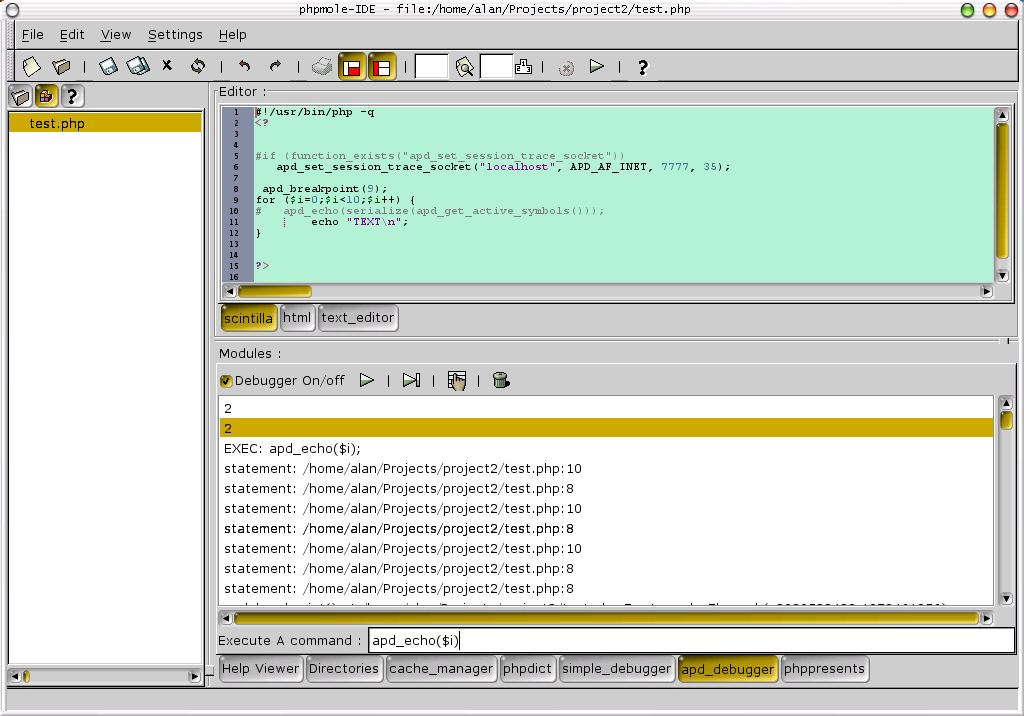 phpmole-IDE - file:/home/alan/Projects/project2/test.php
File Edit View Settings Help
Editor :
test.php
1 #!/usr/bin/php -q
2 <?
3
4
5 #if (function_exists("apd_set_session_trace_socket"))
6 apd_set_session_trace_socket("localhost", APD_AF_INET, 7777, 35);
7
8 apd_breakpoint(9);
9 for ($i=0;$i<10;$i++) {
10 # apd_echo(serialize(apd_get_active_symbols()));
11 echo "TEXT\n";
12 }
13
14
15 ?>
16
scintilla html text_editor
Modules :
Debugger On/off
2
2
EXEC: apd_echo($i);
statement: /home/alan/Projects/project2/test.php:10
statement: /home/alan/Projects/project2/test.php:8
statement: /home/alan/Projects/project2/test.php:10
statement: /home/alan/Projects/project2/test.php:8
statement: /home/alan/Projects/project2/test.php:10
statement: /home/alan/Projects/project2/test.php:8
statement: /home/alan/Projects/project2/test.php:8
Execute A command : apd_echo($i)
Help Viewer Directories cache_manager phpdict simple_debugger apd_debugger phppresents